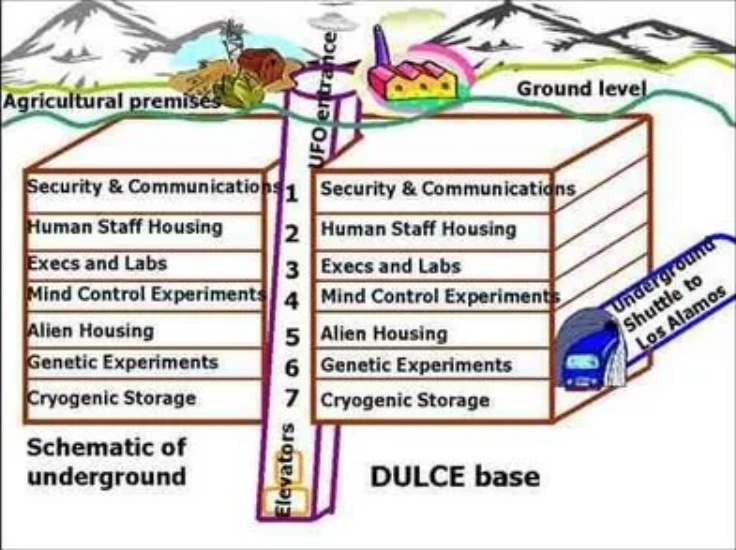 UFO entrance
Agricultural premises
Ground level
Security & Communications
1
Security & Communications
Human Staff Housing
2
Human Staff Housing
Execs and Labs
3
Execs and Labs
Mind Control Experiments
4
Mind Control Experiments
Alien Housing
5
Alien Housing
Genetic Experiments
6
Genetic Experiments
Cryogenic Storage
7
Cryogenic Storage
Underground
Shuttle to
Los Alamos
Elevators
Schematic of
underground
DULCE base